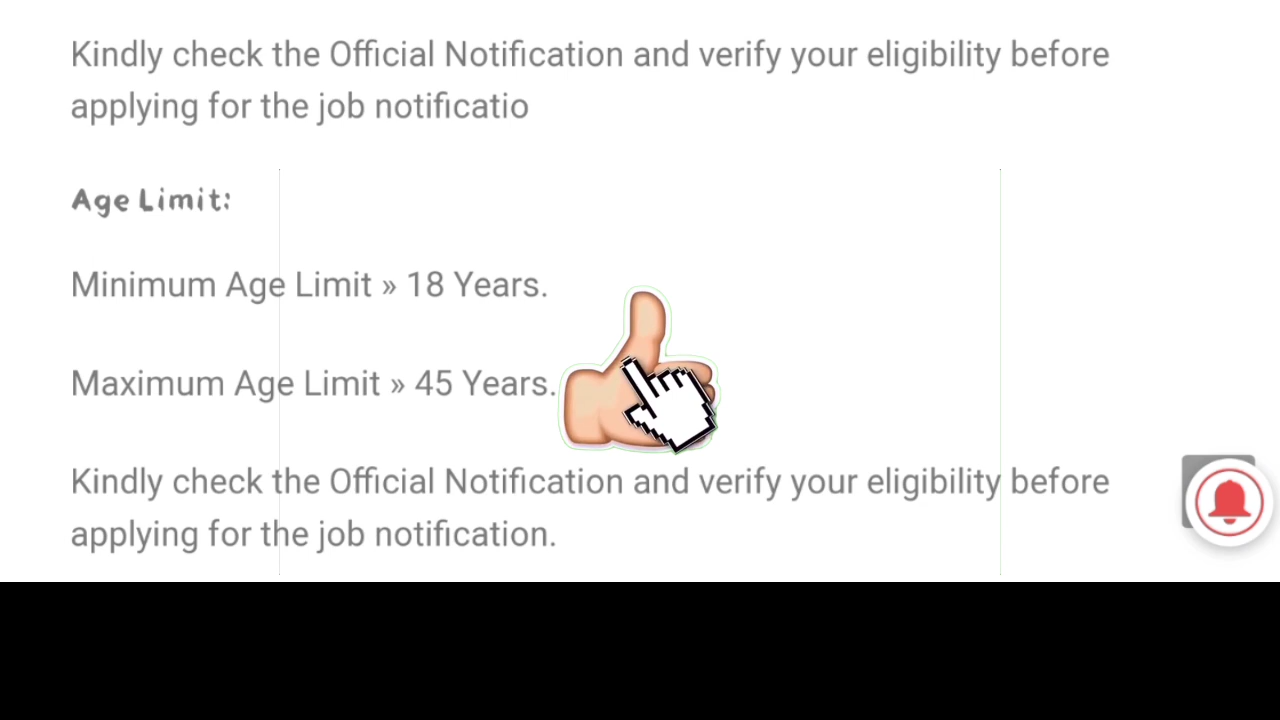 Kindly check the Official Notification and verify your eligibility before
applying for the job notificatio
Age Limit:
Minimum Age Limit » 18 Years.
Maximum Age Limit » 45 Years.
Kindly check the Official Notification and verify your eligibility before
applying for the job notification.